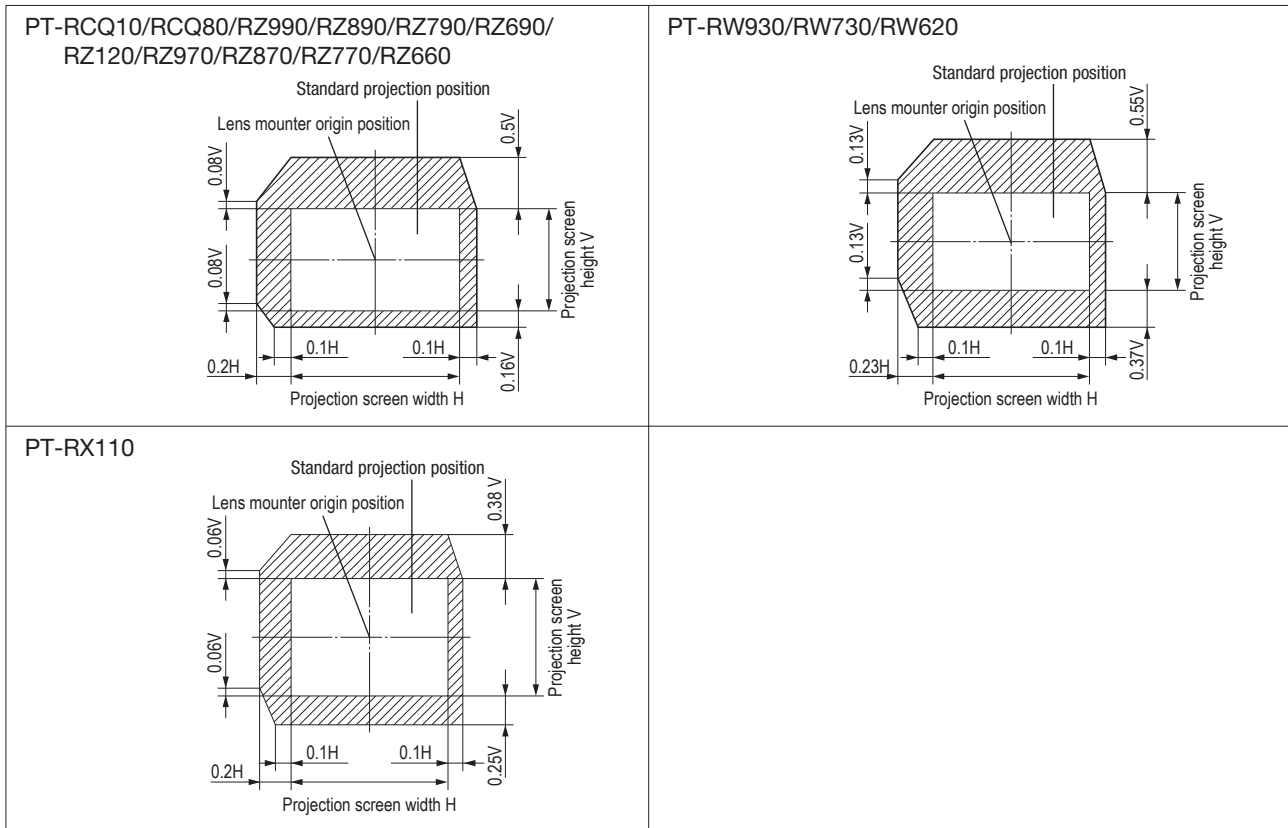 PT-RCQ10/RCQ80/RZ990/RZ890/RZ790/RZ690/
RZ120/RZ970/RZ870/RZ770/RZ660
Standard projection position
Lens mounter origin position
0.5V
0.08V
0.08V
Projection screen
height V
0.1H
0.1H
0.2H
0.16V
Projection screen width H
PT-RW930/RW730/RW620
Standard projection position
Lens mounter origin position
0.55V
0.13V
0.13V
Projection screen
height V
0.1H
0.1H
0.23H
0.37V
Projection screen width H
PT-RX110
Standard projection position
Lens mounter origin position
0.38 V
0.06V
0.06V
Projection screen
height V
0.1H
0.1H
0.2H
0.25V
Projection screen width H